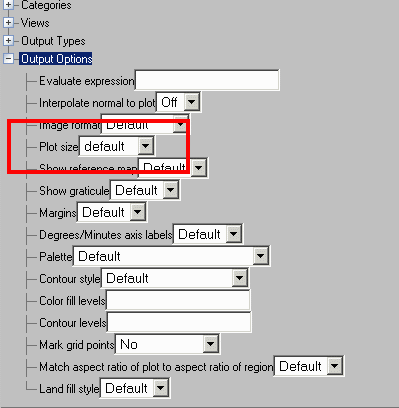 Categories
Views
Output Types
Output Options
Evaluate expression
Interpolate normal to plot Off
Image format Default
Plot size default
Show reference map Default
Show graticule Default
Margins Default
Degrees/Minutes axis labels Default
Palette Default
Contour style Default
Color fill levels
Contour levels
Mark grid points No
Match aspect ratio of plot to aspect ratio of region Default
Land fill style Default